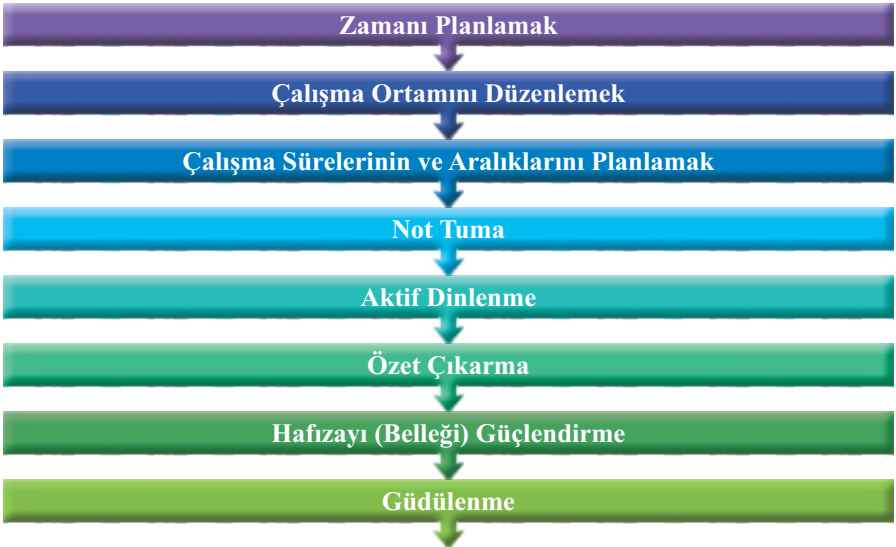 Zamanı Planlamak
Çalışma Ortamını Düzenlemek
Çalışma Sürelerinin ve Aralıklarını Planlamak
Not Tuma
Aktif Dinlenme
Özet Çıkarma
Hafızayı (Belleği) Güçlendirme
Güdülenme